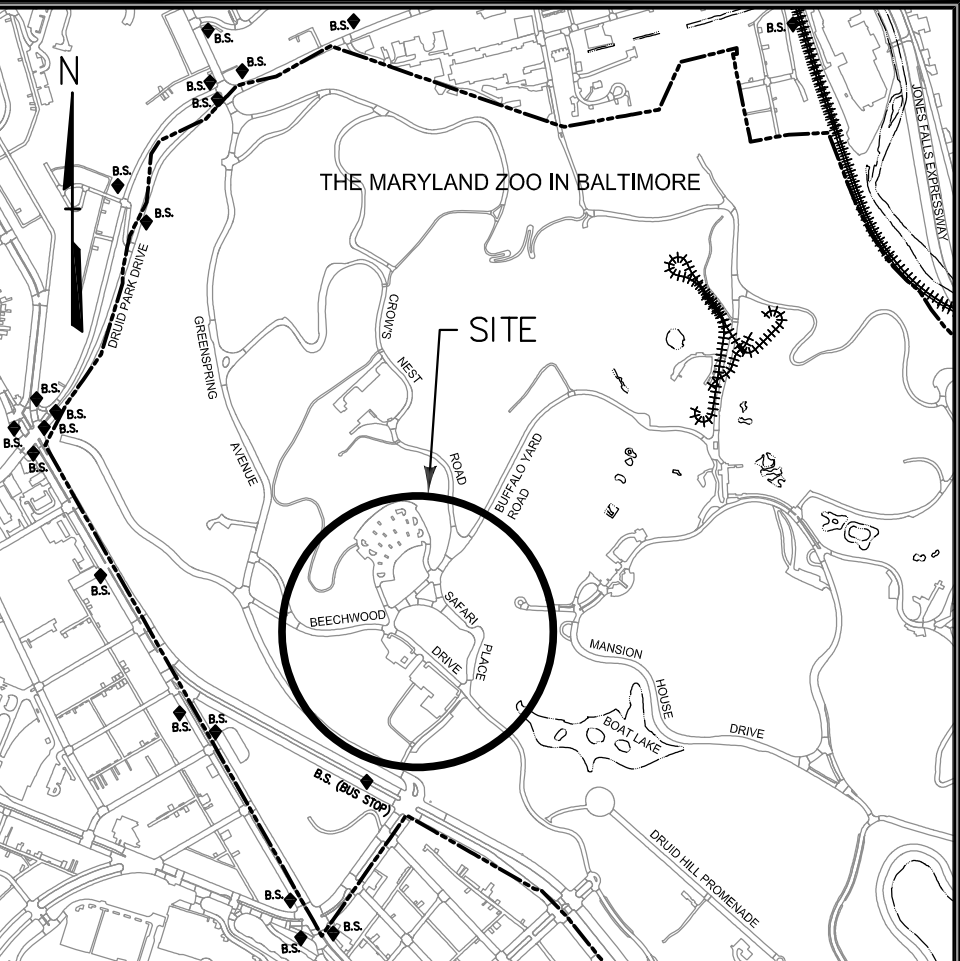 B.S.
B.S.
B.S.
B.S.
B.S.
B.S.
N
JONES FALLS EXPRESSWAY
B.S.
THE MARYLAND ZOO IN BALTIMORE
B.S.
DRUID PARK DRIVE
CROW'S
NEST
ROAD
SITE
GREENSPRING
AVENUE
B.S.
B.S.
B.S.
B.S.
B.S.
BUFFALO YARD
ROAD
B.S.
BEECHWOOD
DRIVE
SAFARI
PLACE
MANSION
HOUSE
DRIVE
BOAT LAKE
B.S.
B.S.
B.S. (BUS STOP)
DRUID HILL PROMENADE
B.S.
B.S.
B.S.